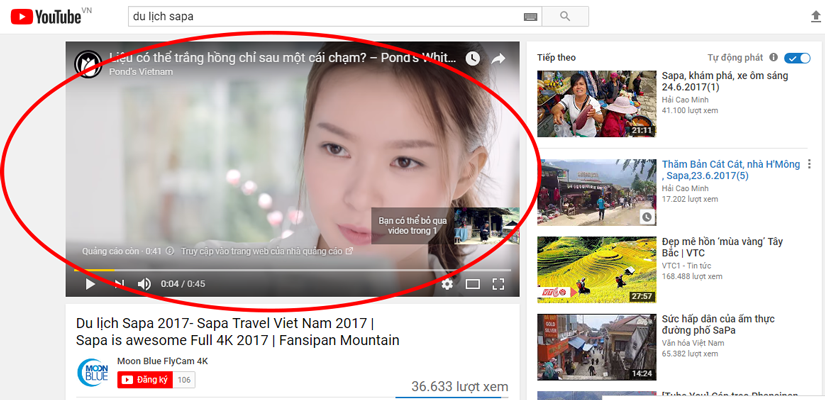 YouTube VN
du lịch sapa
Liệu có thể trắng hồng chỉ sau một cái chạm? – Pond's Whit...
Pond's Vietnam
Bạn có thể bỏ qua
video trong 1
Quảng cáo còn · 0:41
Truy cập vào trang web của nhà quảng cáo
0:04 / 0:45
Du lịch Sapa 2017- Sapa Travel Viet Nam 2017 |
Sapa is awesome Full 4K 2017 | Fansipan Mountain
MOON
BLUE
Moon Blue FlyCam 4K
Đăng ký 106
36.633 lượt xem
Tiếp theo
Tự động phát
Sapa, khám phá, xe ôm sáng
24.6.2017(1)
Hải Cao Minh
41.100 lượt xem
21:11
Thăm Bản Cát Cát, nhà H'Mông
, Sapa,23.6.2017(5)
Hải Cao Minh
17.202 lượt xem
Đẹp mê hồn 'mùa vàng' Tây
Bắc | VTC
VTC1 - Tin tức
168.488 lượt xem
27:57
Sức hấp dẫn của ẩm thực
đường phố SaPa
Văn hóa Việt Nam
65.382 lượt xem
14:24